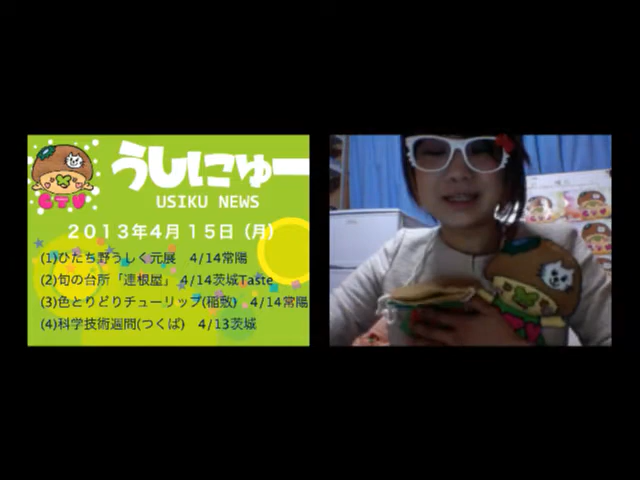 うしにゅー
USIKU NEWS
CTU
2013年4月15日(月)
(1)ひたち野うしく元展 4/14常陽
(2)旬の台所「連根屋」4/14茨城Taste
(3)色とりどりチューリップ(稲敷) 4/14常陽
(4)科学技術週間(つくば) 4/13茨城